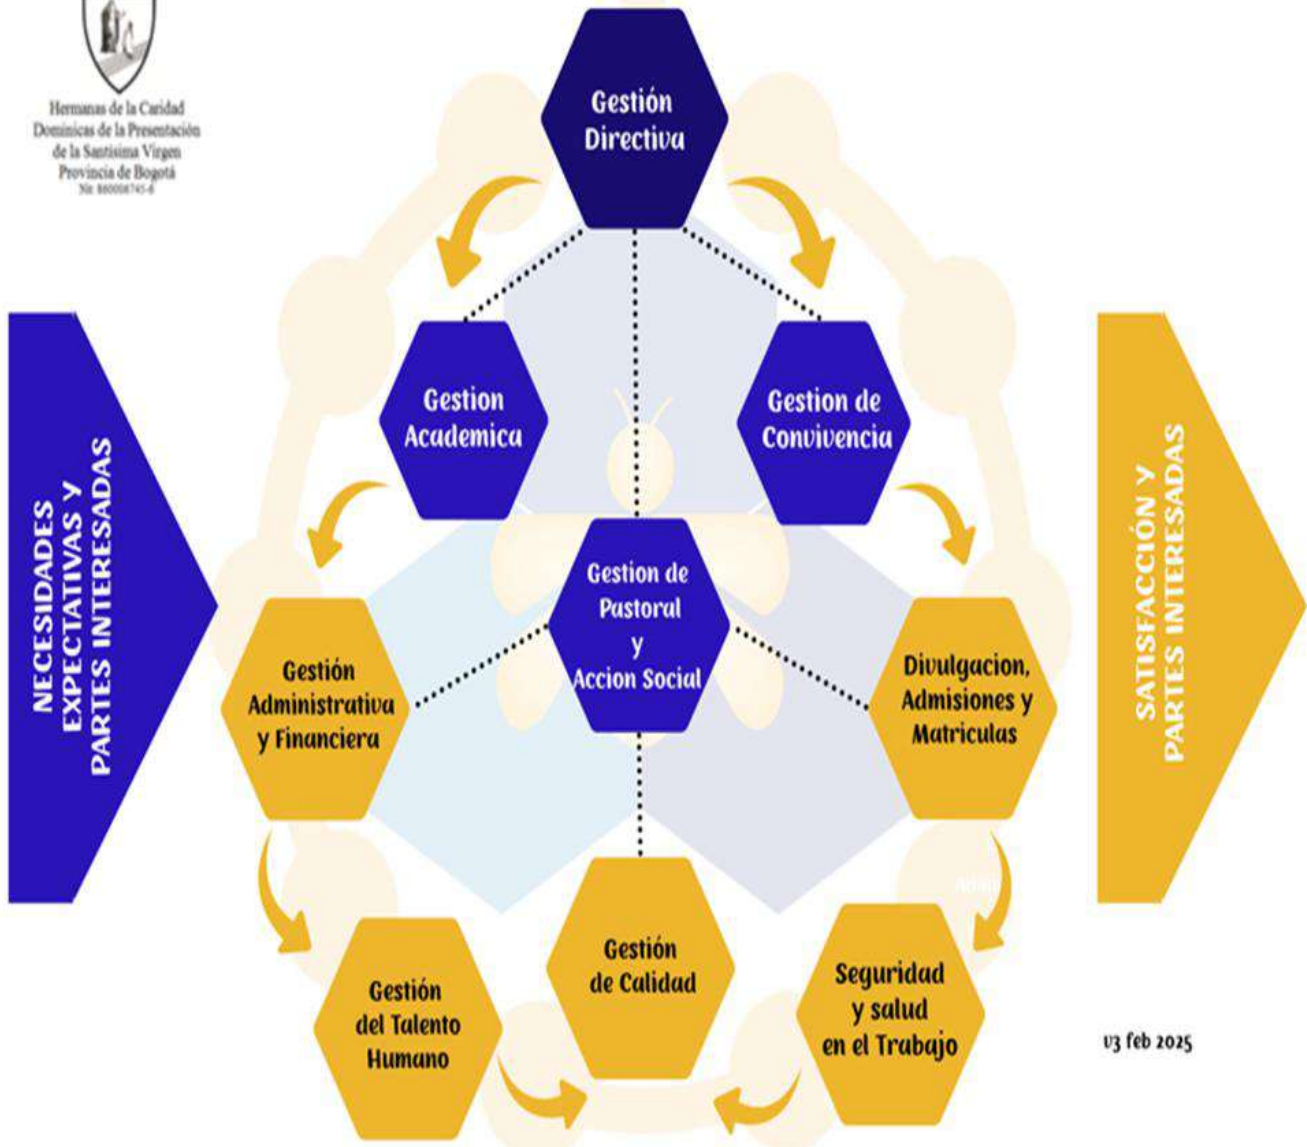 Hermanas de la Caridad
Dominicas de la Presentación
de la Santísima Virgen
Provincia de Bogotá
Gestión
Directiva
Gestion
Academica
Gestion de
Convivencia
NECESIDADES
EXPECTATIVAS Y
PARTES INTERESADAS
Gestion de
Pastoral
y
Accion Social
SATISFACCIÓN Y
PARTES INTERESADAS
Gestión
Administrativa
y Financiera
Divulgacion,
Admisiones y
Matriculas
Gestión
del Talento
Humano
Gestión
de Calidad
Seguridad
y salud
en el Trabajo
v3 feb 2025